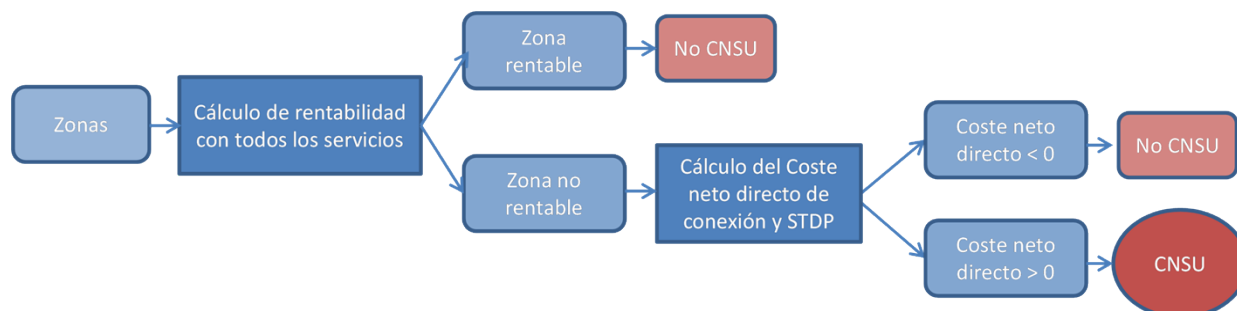 Zonas
Cálculo de rentabilidad
con todos los servicios
Zona
rentable
No CNSU
Zona no
rentable
Cálculo del Coste
neto directo de
conexión y STDP
Coste neto
directo < 0
No CNSU
Coste neto
directo > 0
CNSU